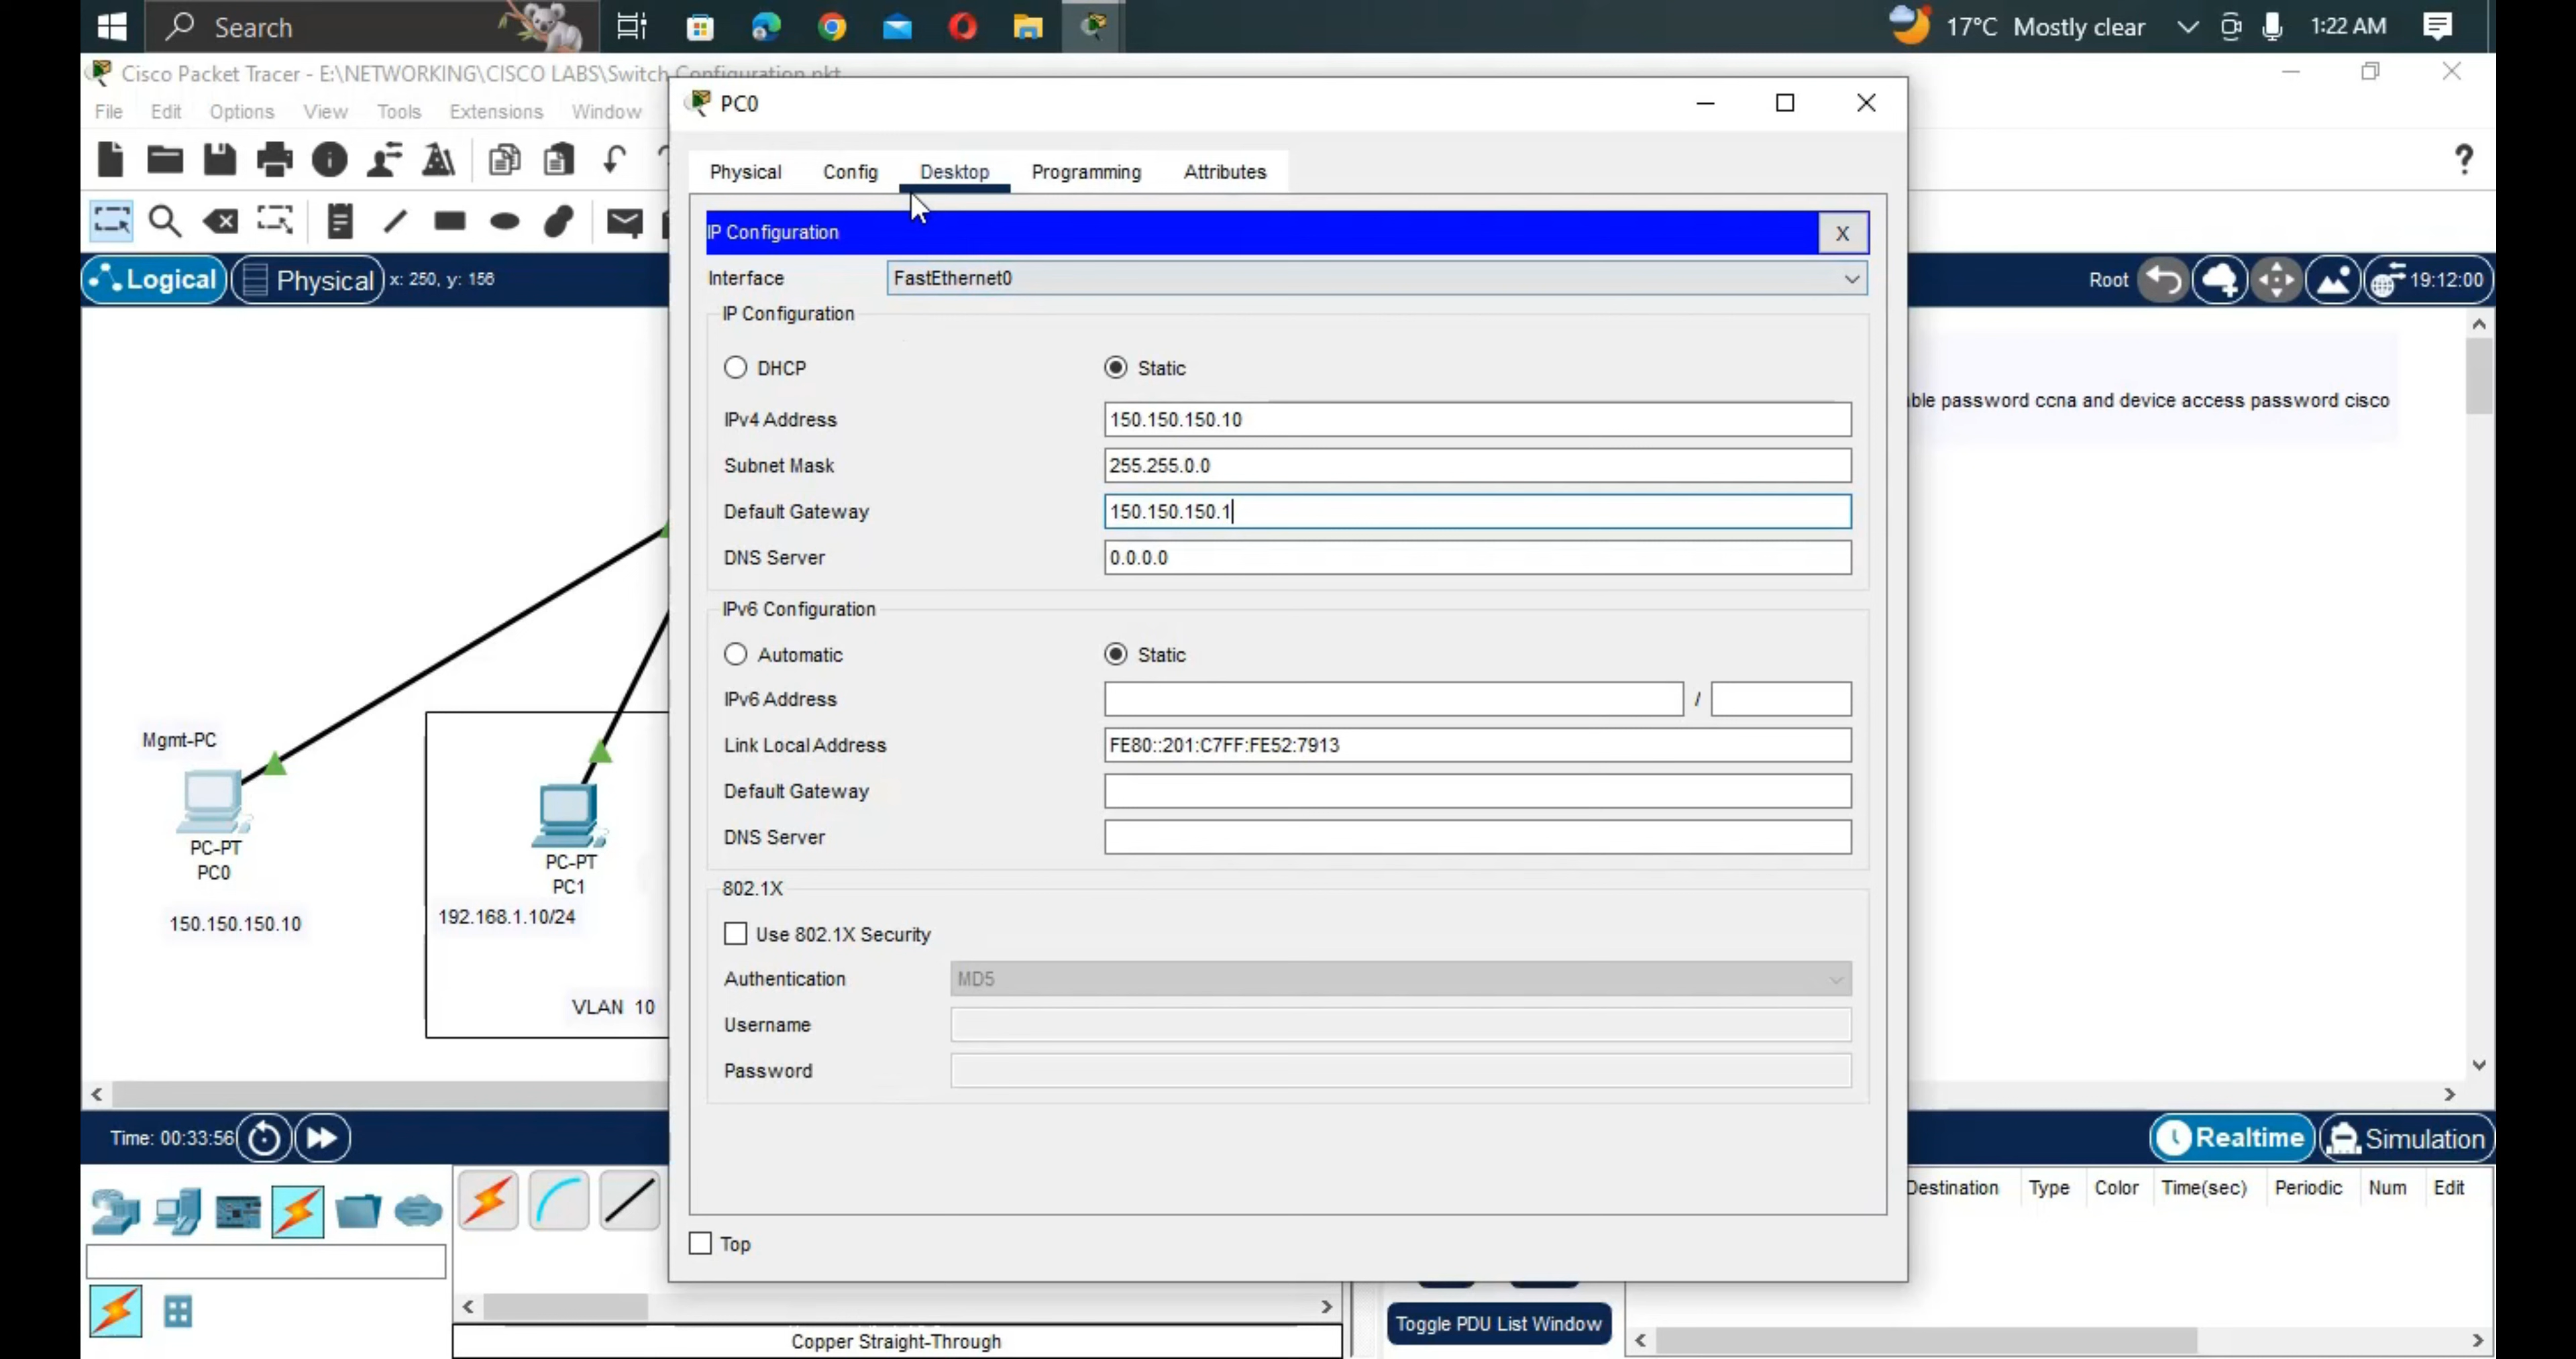 Search
17°C Mostly clear
1:22 AM
Cisco Packet Tracer - E:\NETWORKING\CISCO LABS\Switch Configuration.pkt
File Edit Options View Tools Extensions Window
PC0
Physical Config Desktop Programming Attributes
IP Configuration
X
Interface FastEthernet0
Logical Physical x: 250, y: 156
Root 19:12:00
IP Configuration
DHCP Static
IPv4 Address 150.150.150.10
Subnet Mask 255.255.0.0
Default Gateway 150.150.150.1
DNS Server 0.0.0.0
password ccna and device access password cisco
IPv6 Configuration
Automatic Static
IPv6 Address /
Link Local Address FE80::201:C7FF:FE52:7913
Default Gateway
DNS Server
802.1X
Use 802.1X Security
Authentication MD5
Username
Password
Top
Mgmt-PC
PC-PT
PC0
150.150.150.10
PC-PT
PC1
192.168.1.10/24
VLAN 10
Time: 00:33:56
Realtime Simulation
Destination Type Color Time(sec) Periodic Num Edit
Toggle PDU List Window
Copper Straight-Through